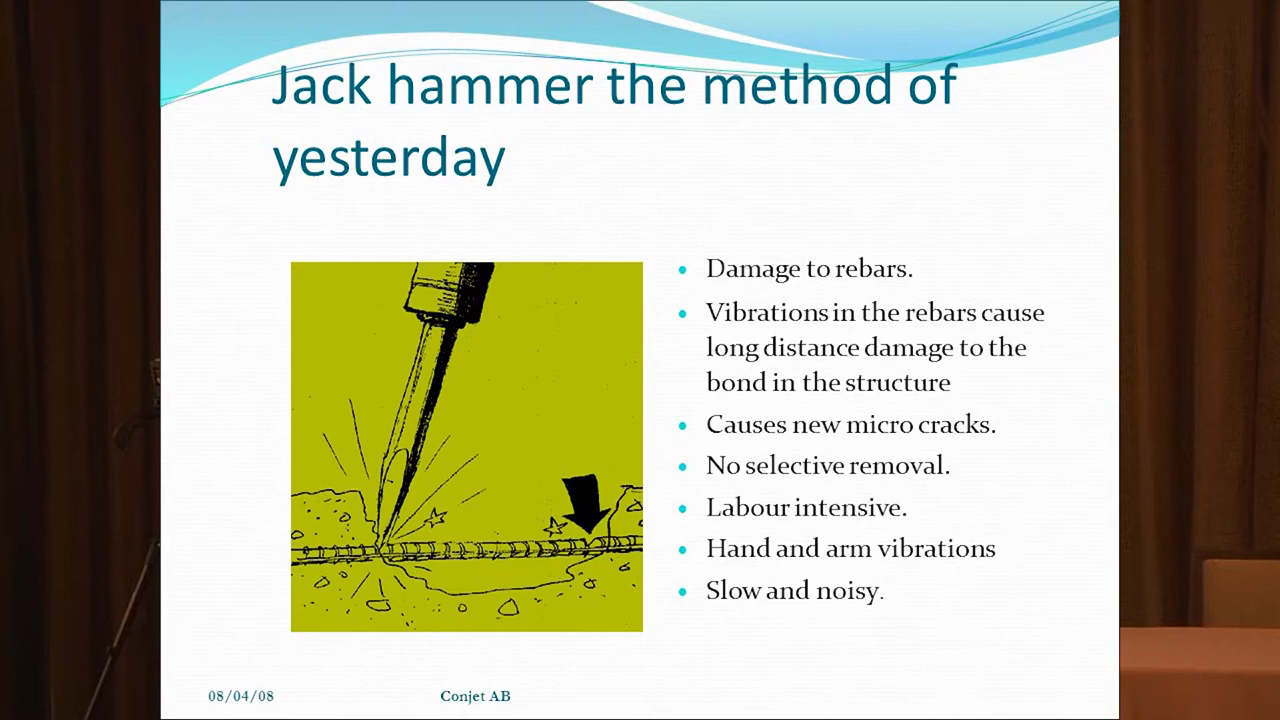 Jack hammer the method of
yesterday
Damage to rebars.
Vibrations in the rebars cause
long distance damage to the
bond in the structure
Causes new micro cracks.
No selective removal.
Labour intensive.
Hand and arm vibrations
Slow and noisy.
08/04/08
Conjet AB